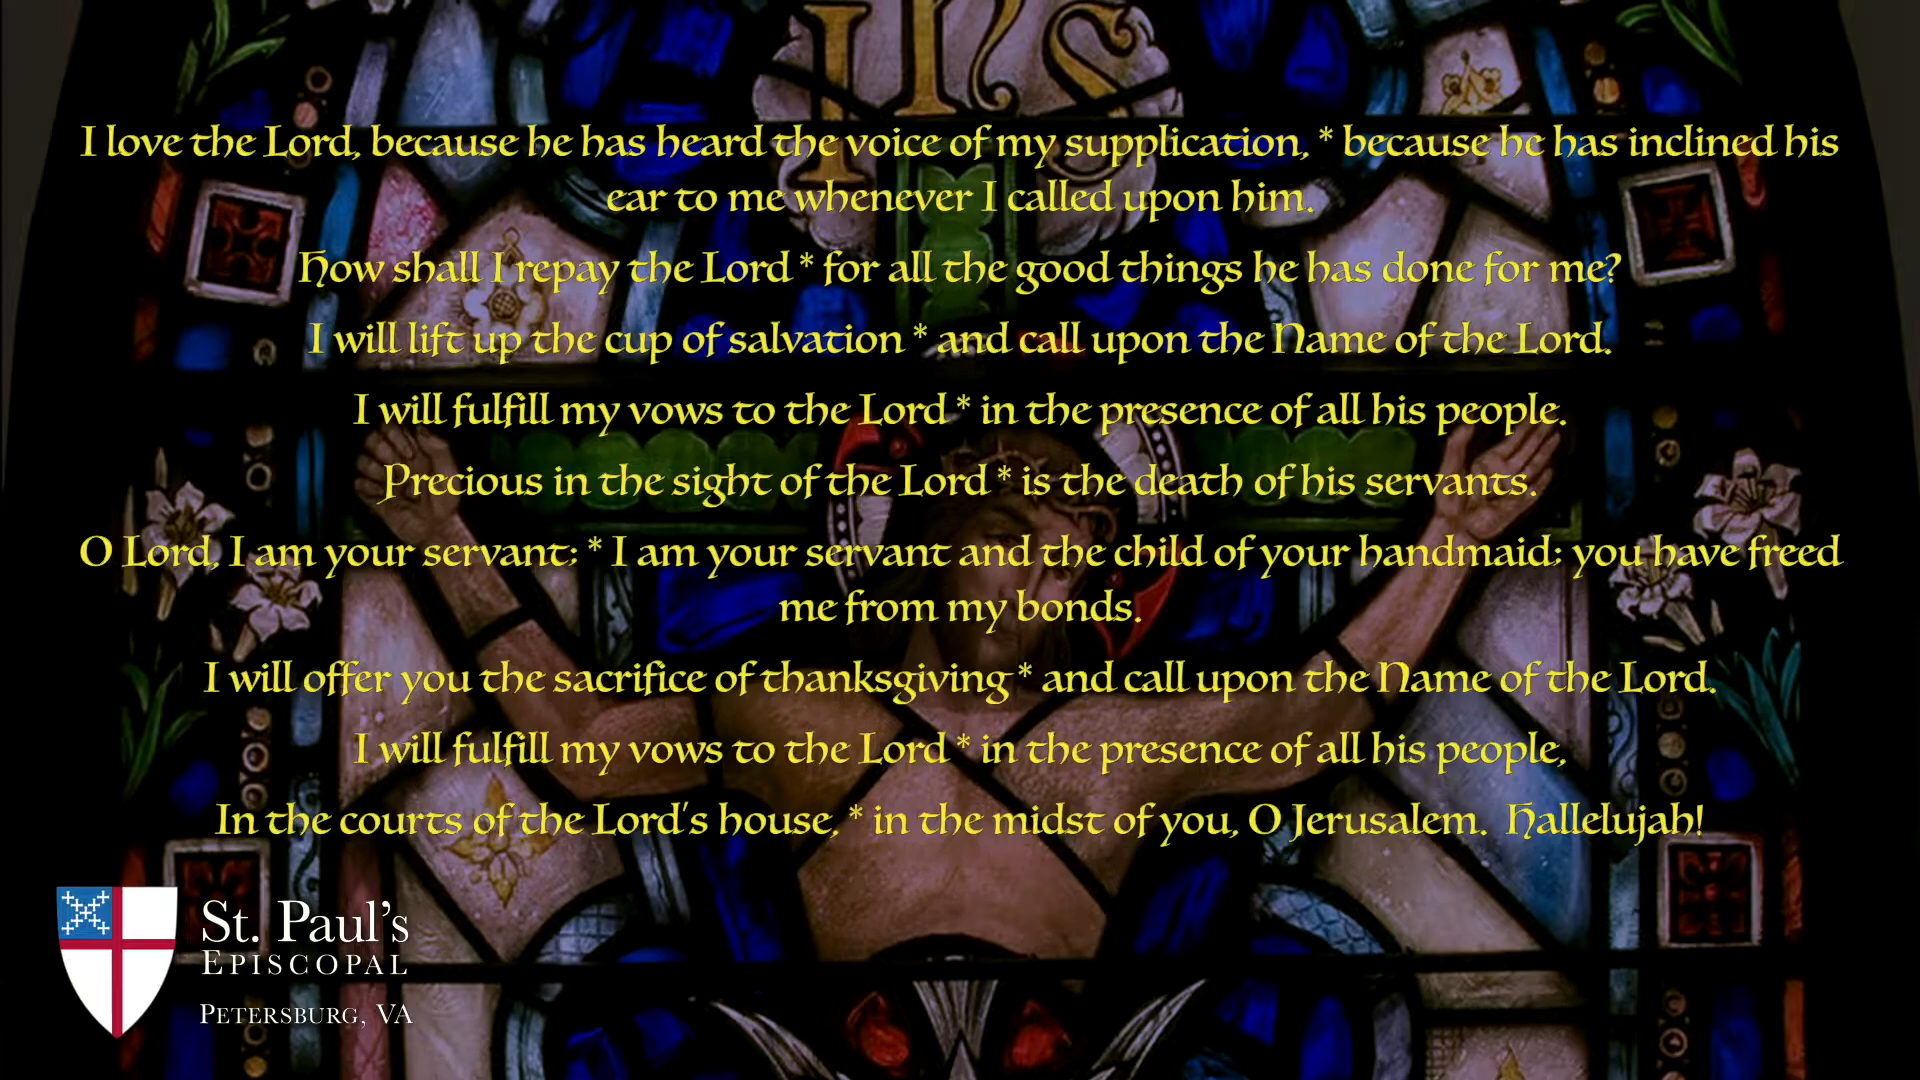 IHS
I love the Lord, because he has heard the voice of my supplication, * because he has inclined his
ear to me whenever I called upon him.
How shall I repay the Lord * for all the good things he has done for me?
I will lift up the cup of salvation * and call upon the Name of the Lord.
I will fulfill my vows to the Lord * in the presence of all his people.
Precious in the sight of the Lord * is the death of his servants.
O Lord, I am your servant; * I am your servant and the child of your handmaid; you have freed
me from my bonds.
I will offer you the sacrifice of thanksgiving * and call upon the Name of the Lord.
I will fulfill my vows to the Lord * in the presence of all his people,
In the courts of the Lord's house, * in the midst of you, O Jerusalem. Hallelujah!
St. Paul's
EPISCOPAL
PETERSBURG, VA